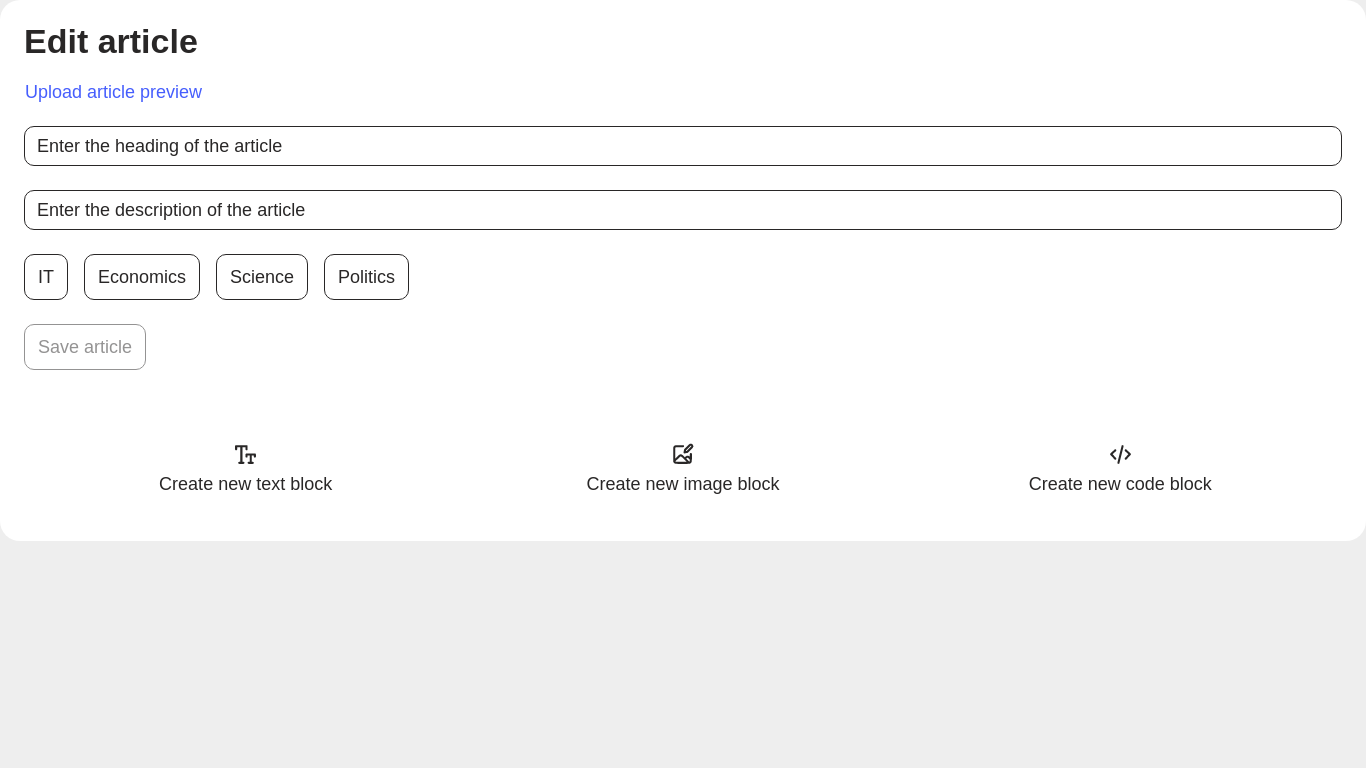 Edit article
Upload article preview
Enter the heading of the article
Enter the description of the article
IT Economics Science Politics
Save article
Create new text block Create new image block Create new code block